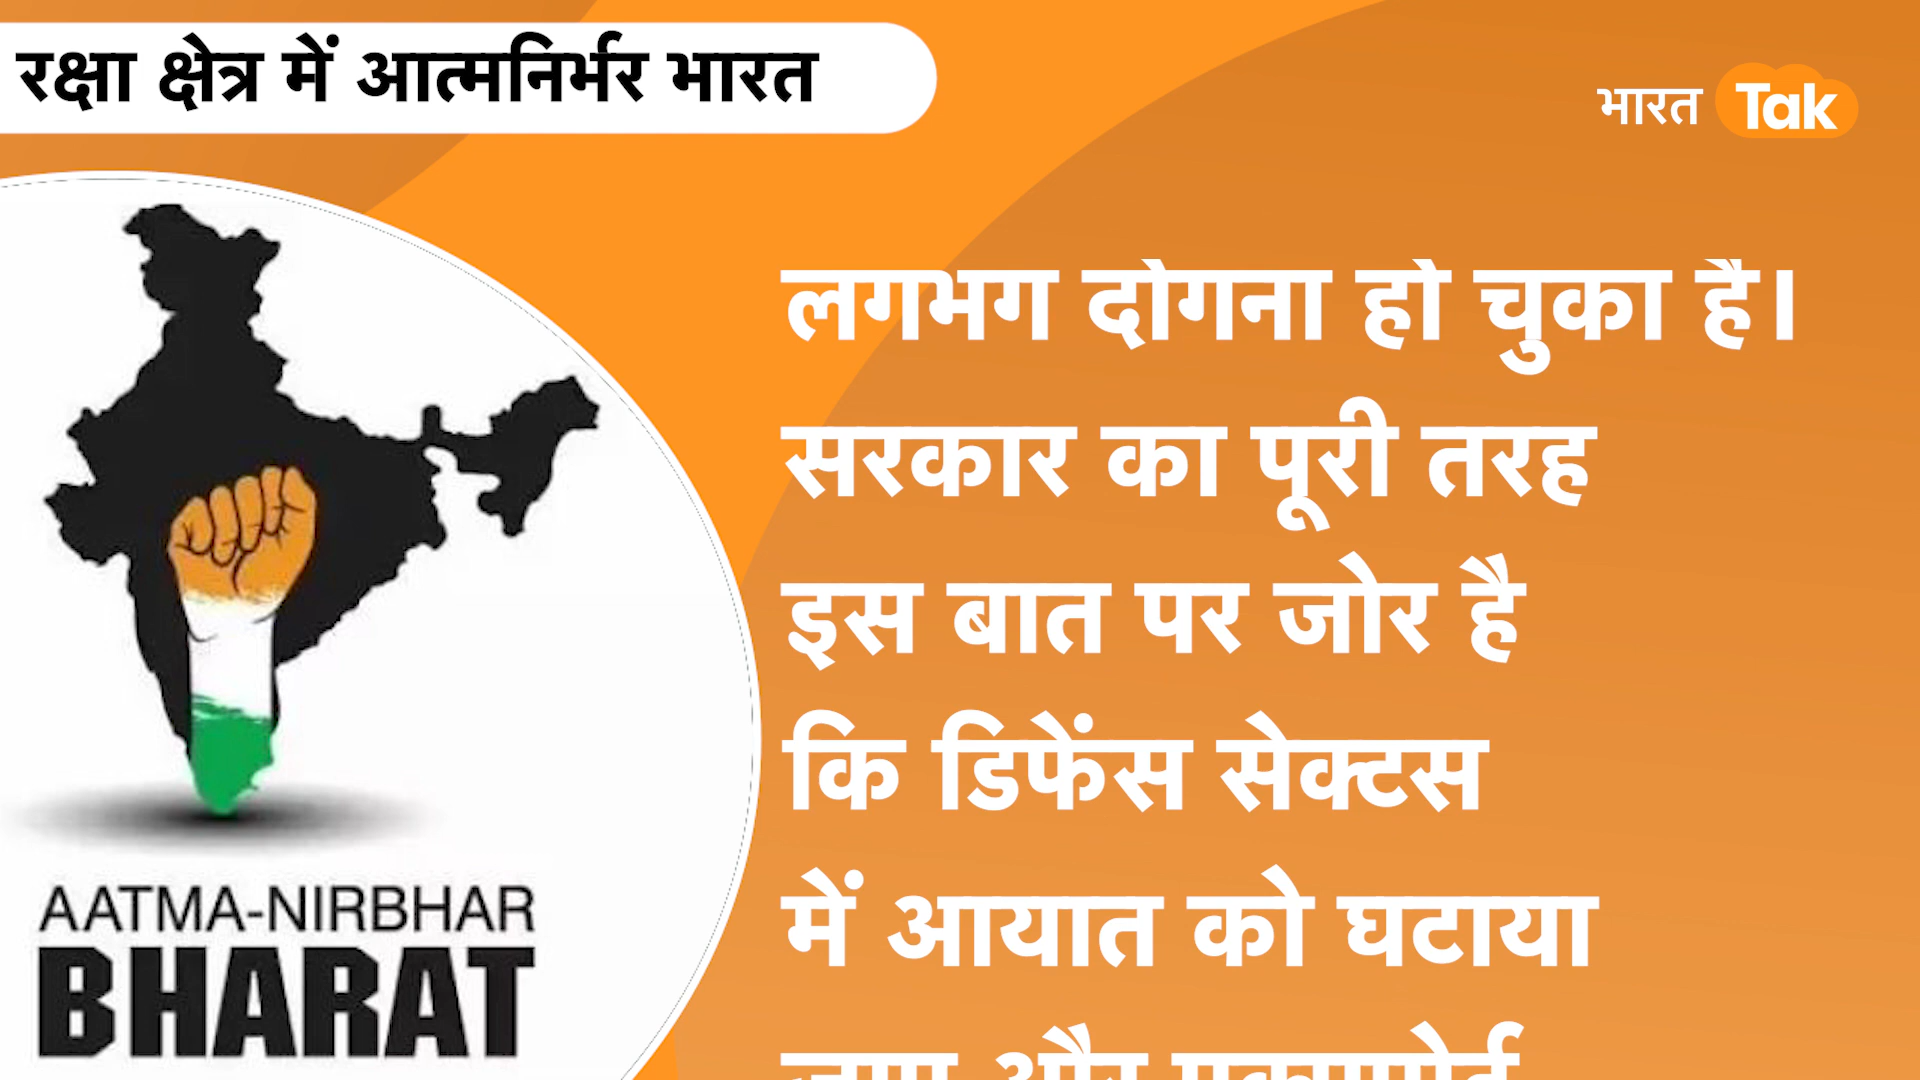 रक्षा क्षेत्र में आत्मनिर्भर भारत
भारत Tak
लगभग दोगना हो चुका है।
सरकार का पूरी तरह
इस बात पर जोर है
कि डिफेंस सेक्टस
में आयात को घटाया
AATMA-NIRBHAR
BHARAT